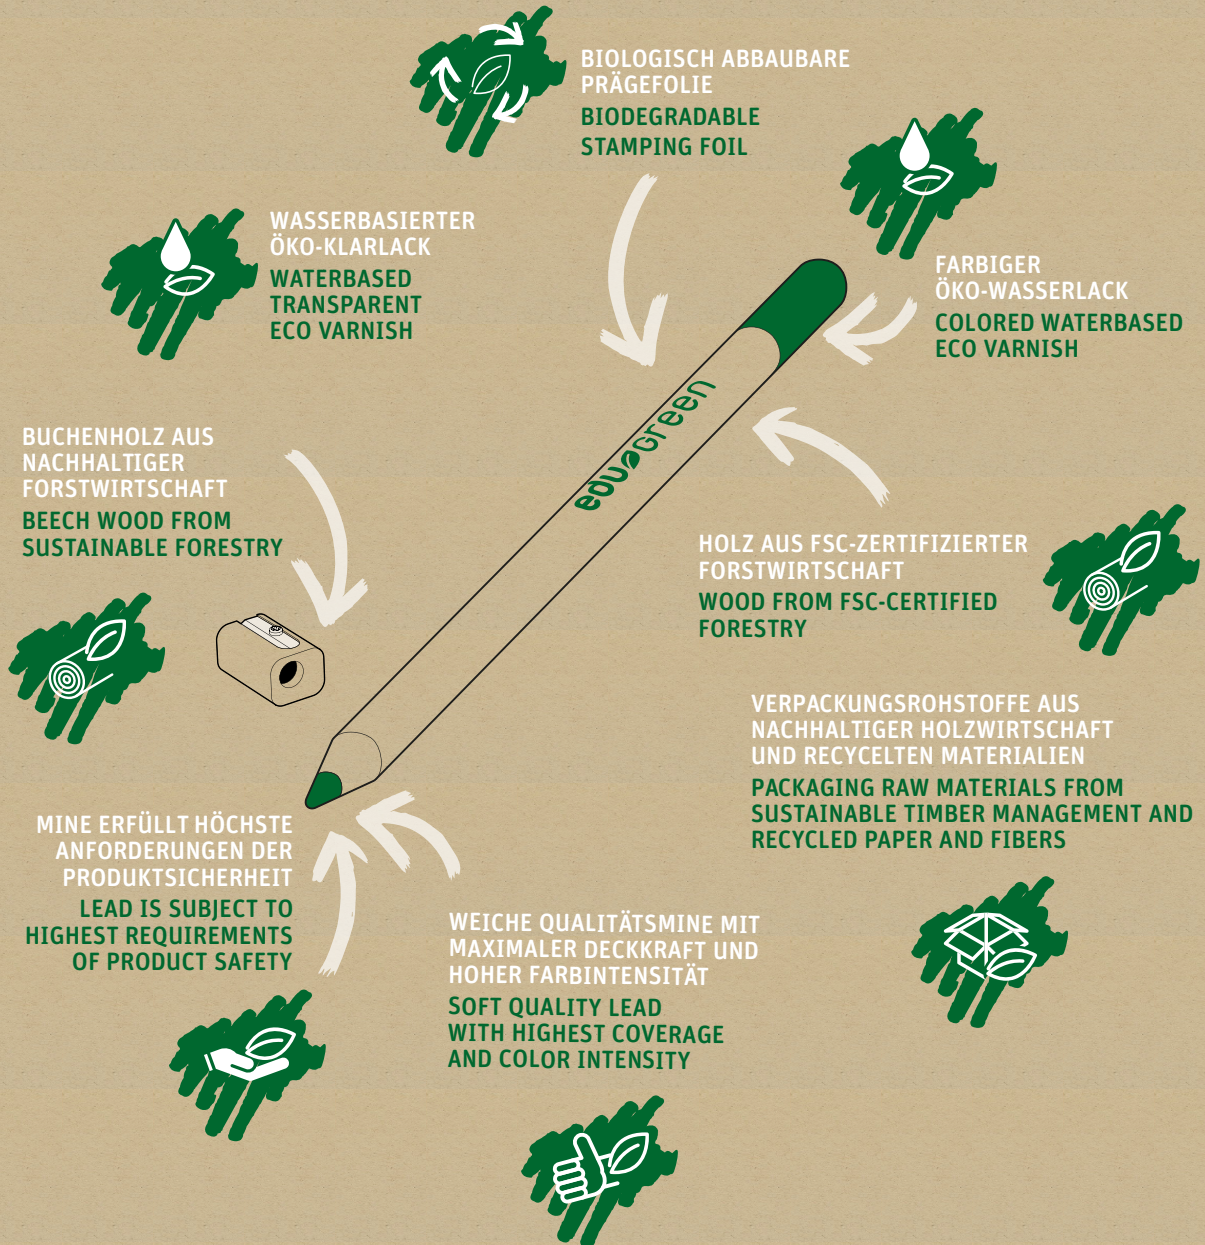 BIOLOGISCH ABBAUBARE
PRÄGEFOLIE
BIODEGRADABLE
STAMPING FOIL
WASSERBASIERTER
ÖKO-KLARLACK
WATERBASED
TRANSPARENT
ECO VARNISH
FARBIGER
ÖKO-WASSERLACK
COLORED WATERBASED
ECO VARNISH
eduGreen
BUCHENHOLZ AUS
NACHHALTIGER
FORSTWIRTSCHAFT
BEECH WOOD FROM
SUSTAINABLE FORESTRY
HOLZ AUS FSC-ZERTIFIZIERTER
FORSTWIRTSCHAFT
WOOD FROM FSC-CERTIFIED
FORESTRY
VERPACKUNGSROHSTOFFE AUS
NACHHALTIGER HOLZWIRTSCHAFT
UND RECYCELTEN MATERIALIEN
PACKAGING RAW MATERIALS FROM
SUSTAINABLE TIMBER MANAGEMENT AND
RECYCLED PAPER AND FIBERS
MINE ERFÜLLT HÖCHSTE
ANFORDERUNGEN DER
PRODUKTSICHERHEIT
LEAD IS SUBJECT TO
HIGHEST REQUIREMENTS
OF PRODUCT SAFETY
WEICHE QUALITÄTSMINE MIT
MAXIMALER DECKKRAFT UND
HOHER FARBINTENSITÄT
SOFT QUALITY LEAD
WITH HIGHEST COVERAGE
AND COLOR INTENSITY